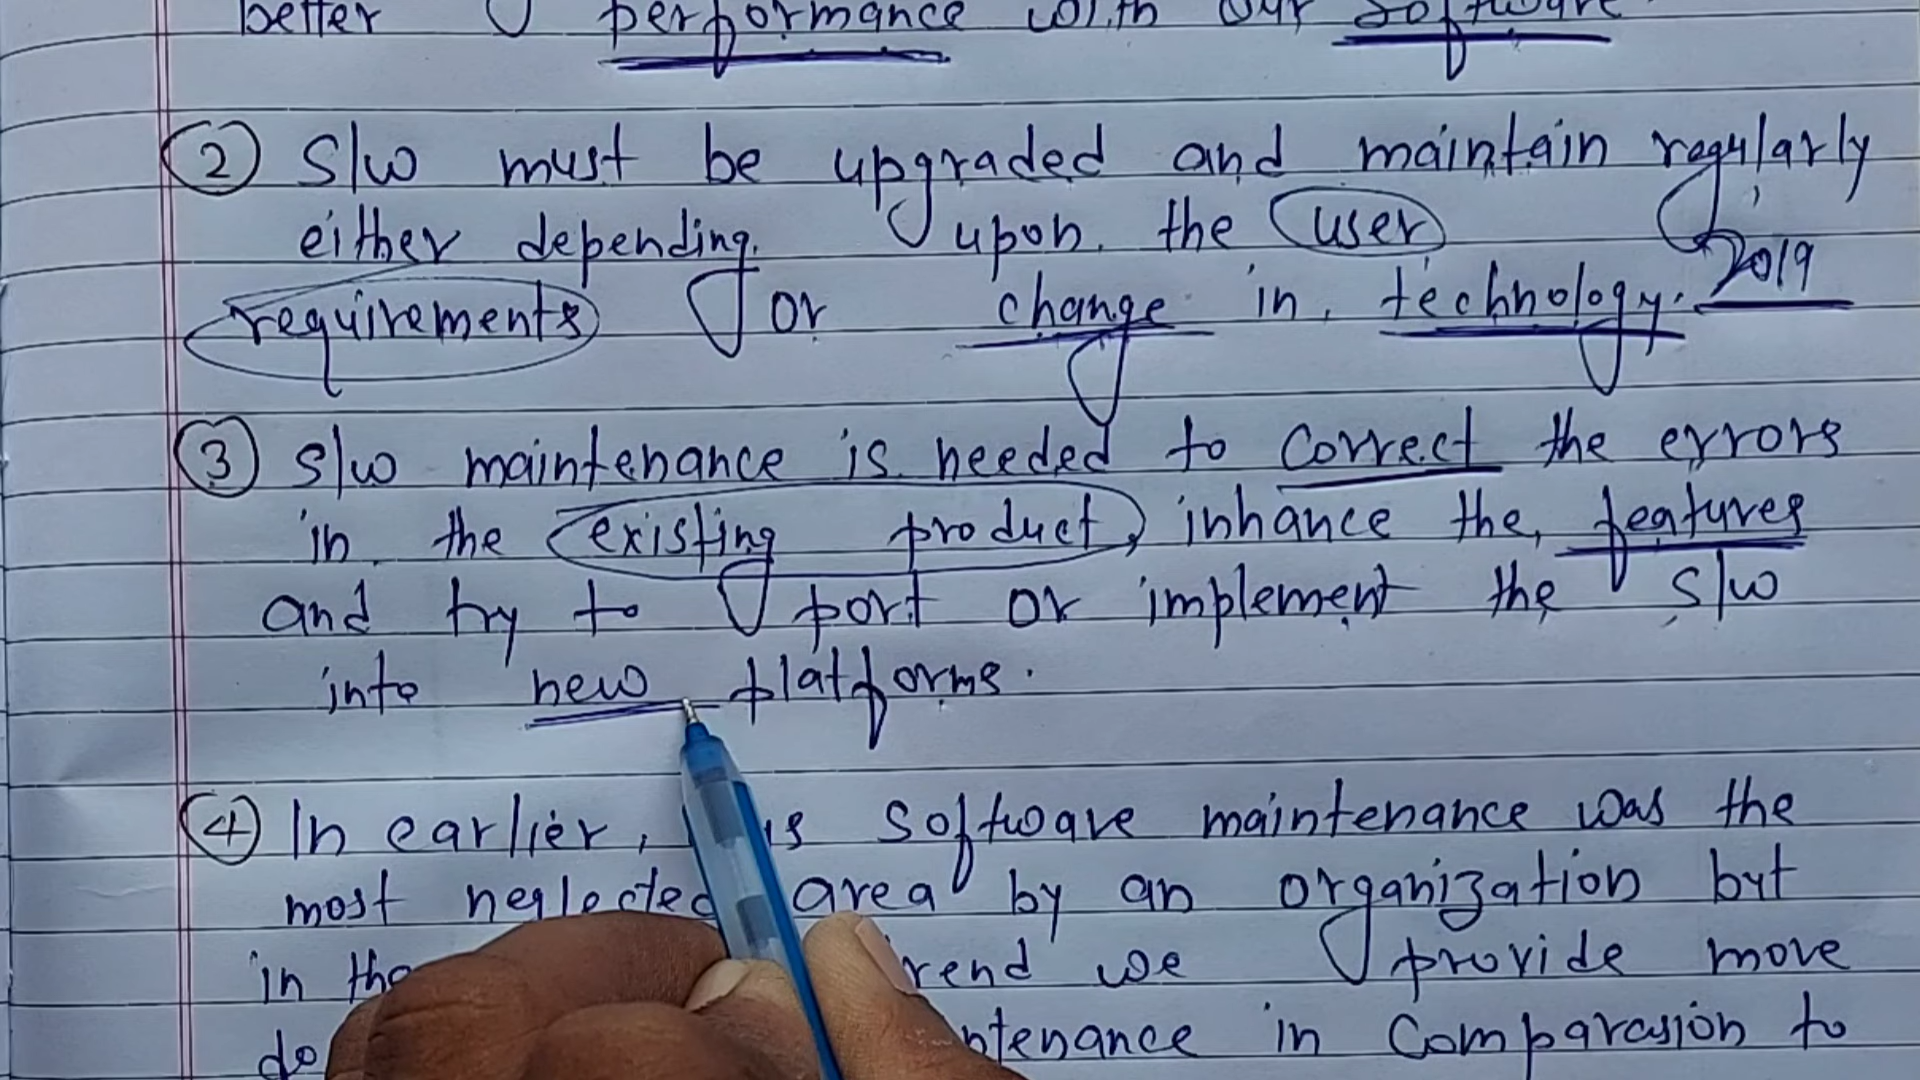 better performance with our software
② S/w must be upgraded and maintain regularly
either depending upon the user
requirements or change in technology. 2019
③ S/w maintenance is needed to correct the errors
in the existing product, inhance the features
and try to port or implement the S/w
into new platforms.
④ In earlier, software maintenance was the
most neglected area by an organization but
in the we provide more
in Comparasion to